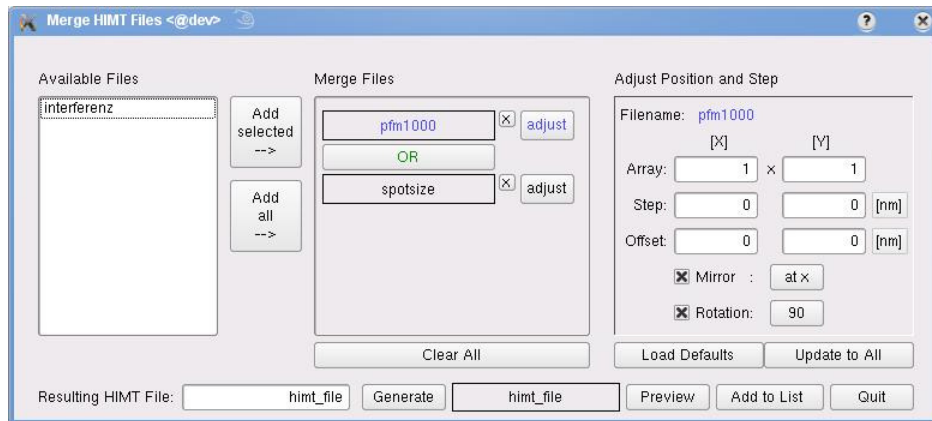 Merge HIMT Files <@dev>
Available Files
interferenz
Add
selected
-->
Add
all
-->
Merge Files
pfm1000 x adjust
OR
spotsize x adjust
Clear All
Adjust Position and Step
Filename: pfm1000
[X] [Y]
Array: 1 x 1
Step: 0 0 [nm]
Offset: 0 0 [nm]
Mirror : at x
Rotation: 90
Load Defaults Update to All
Resulting HIMT File: himt_file Generate himt_file Preview Add to List Quit